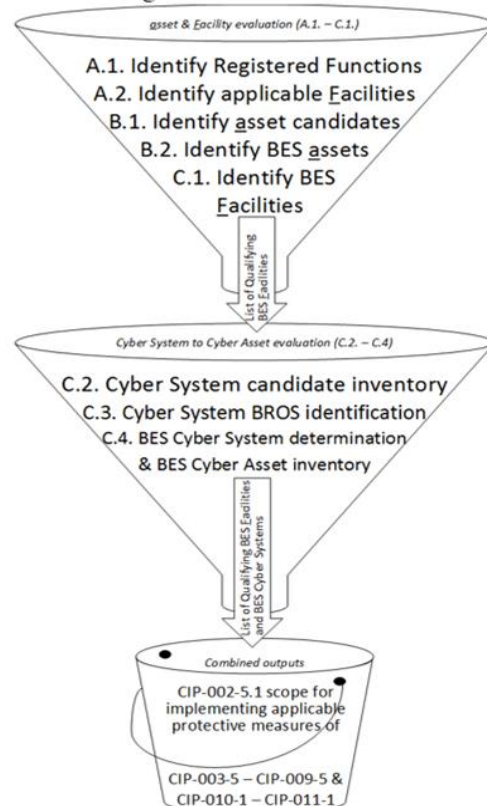 asset & Facility evaluation (A.1. – C.1.)
A.1. Identify Registered Functions
A.2. Identify applicable Facilities
B.1. Identify asset candidates
B.2. Identify BES assets
C.1. Identify BES
Facilities
List of Qualifying
BES Facilities
Cyber System to Cyber Asset evaluation (C.2. – C.4)
C.2. Cyber System candidate inventory
C.3. Cyber System BROS identification
C.4. BES Cyber System determination
& BES Cyber Asset inventory
List of Qualifying BES Facilities
and BES Cyber Systems
Combined outputs
CIP-002-5.1 scope for
implementing applicable
protective measures of
CIP-003-5 – CIP-009-5 &
CIP-010-1 – CIP-011-1